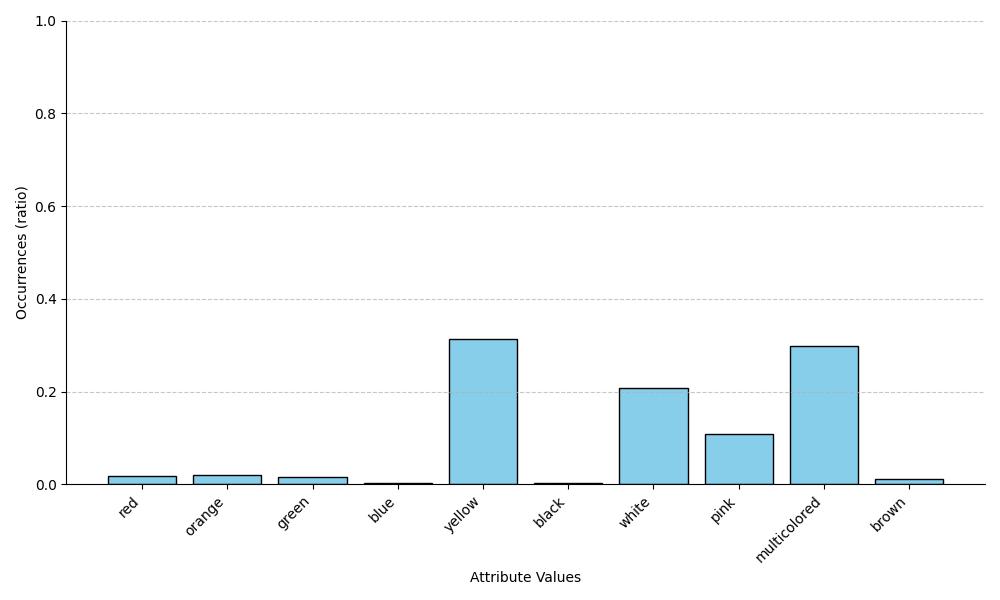 1.0
0.8
0.6
0.4
0.2
0.0
Occurrences (ratio)
red
orange
green
blue
yellow
black
white
pink
multicolored
brown
Attribute Values